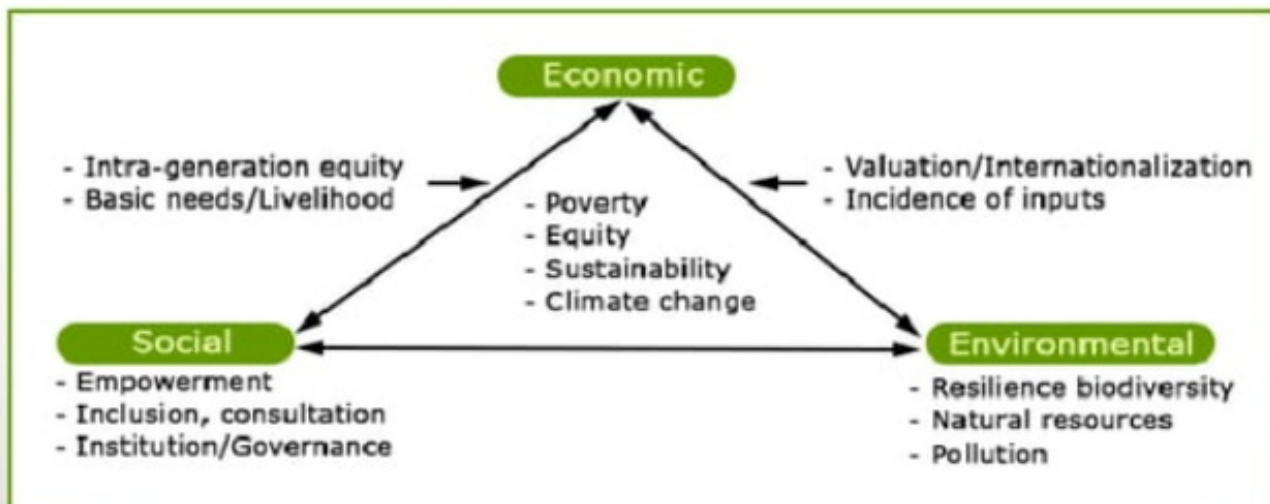 Economic
- Intra-generation equity
- Basic needs/Livelihood
- Valuation/Internationalization
- Incidence of inputs
- Poverty
- Equity
- Sustainability
- Climate change
Social
- Empowerment
- Inclusion, consultation
- Institution/Governance
Environmental
- Resilience biodiversity
- Natural resources
- Pollution